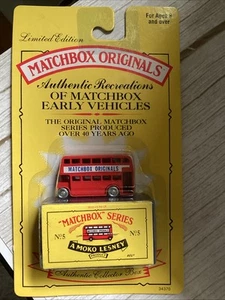 Limited Edition
For Ages 3
and over
MATCHBOX ORIGINALS
Authentic Recreations
OF MATCHBOX
EARLY VEHICLES
THE ORIGINAL MATCHBOX
SERIES PRODUCED
OVER 40 YEARS AGO
MATCHBOX ORIGINALS
"MATCHBOX" SERIES
Nº5
Nº5
A MOKO LESNEY
Authentic Collector Box